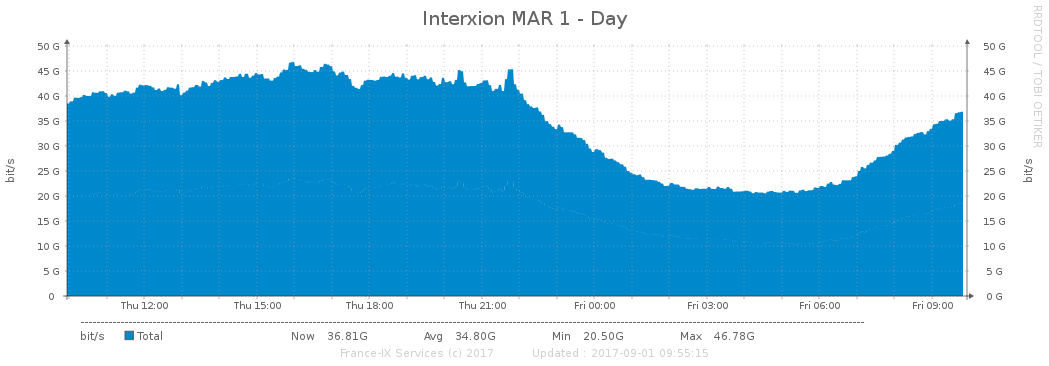 Interxion MAR 1 - Day
RRDTOOL / TOBI OETIKER
bit/s
50 G 50 G
45 G 45 G
40 G 40 G
35 G 35 G
30 G 30 G
25 G 25 G
20 G 20 G
15 G 15 G
10 G 10 G
5 G 5 G
0 0 G
bit/s
Thu 12:00 Thu 15:00 Thu 18:00 Thu 21:00 Fri 00:00 Fri 03:00 Fri 06:00 Fri 09:00
bit/s Total Now 36.81G Avg 34.80G Min 20.50G Max 46.78G
France-IX Services (c) 2017 Updated : 2017-09-01 09:55:15